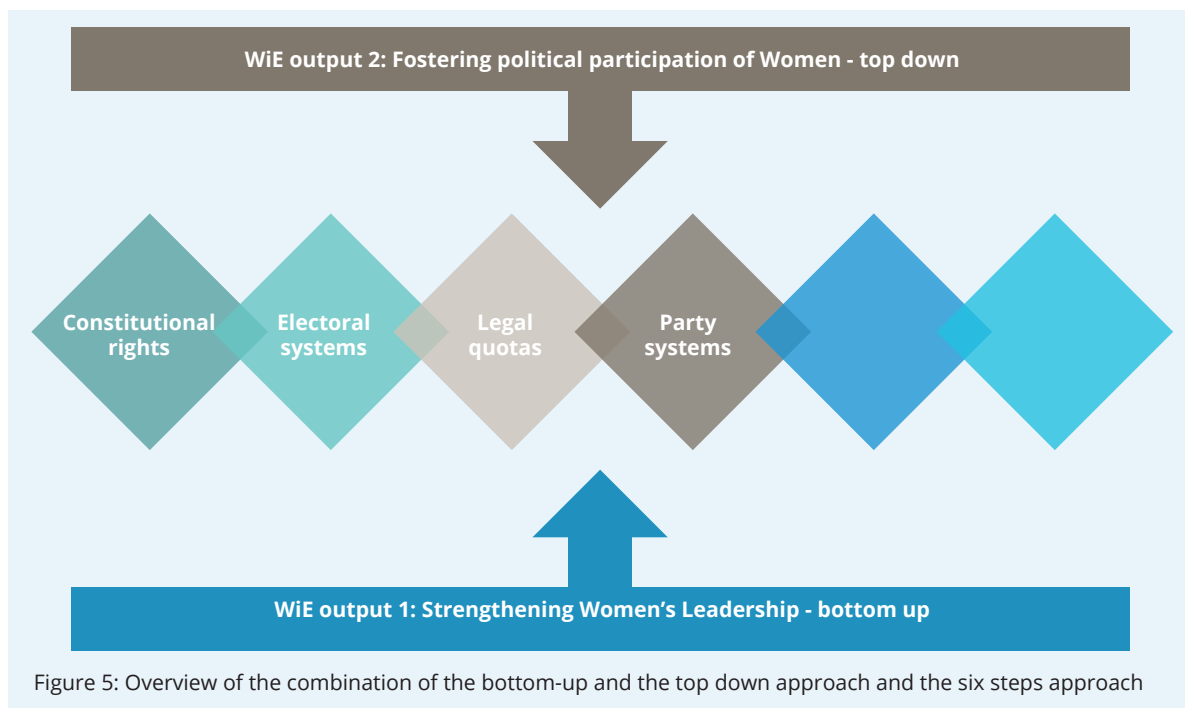 WiE output 2: Fostering political participation of Women - top down
Constitutional
rights
Electoral
systems
Legal
quotas
Party
systems
WiE output 1: Strengthening Women’s Leadership - bottom up
Figure 5: Overview of the combination of the bottom-up and the top down approach and the six steps approach